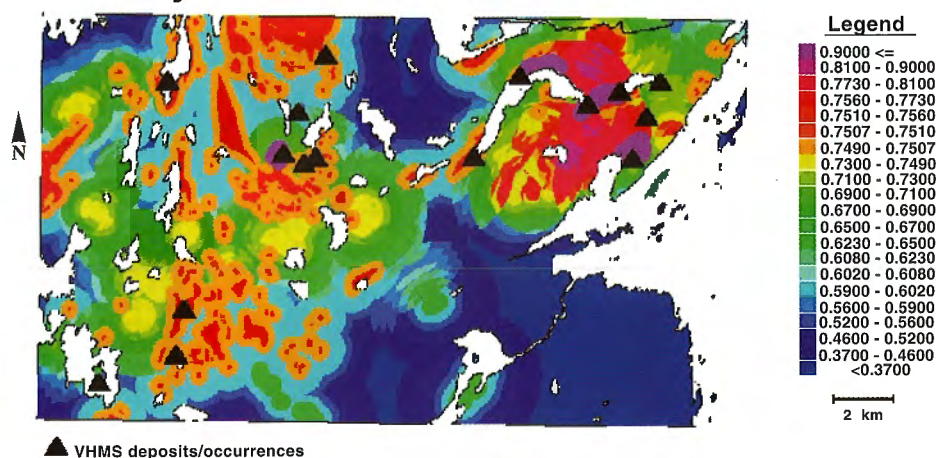 Legend
0.9000 <=
0.8100 - 0.9000
0.7730 - 0.8100
0.7560 - 0.7730
0.7510 - 0.7560
0.7507 - 0.7510
0.7490 - 0.7507
0.7300 - 0.7490
0.7100 - 0.7300
0.6900 - 0.7100
0.6700 - 0.6900
0.6500 - 0.6700
0.6230 - 0.6500
0.6080 - 0.6230
0.6020 - 0.6080
0.5900 - 0.6020
0.5600 - 0.5900
0.5200 - 0.5600
0.4600 - 0.5200
0.3700 - 0.4600
<0.3700
N
2 km
VHMS deposits/occurrences